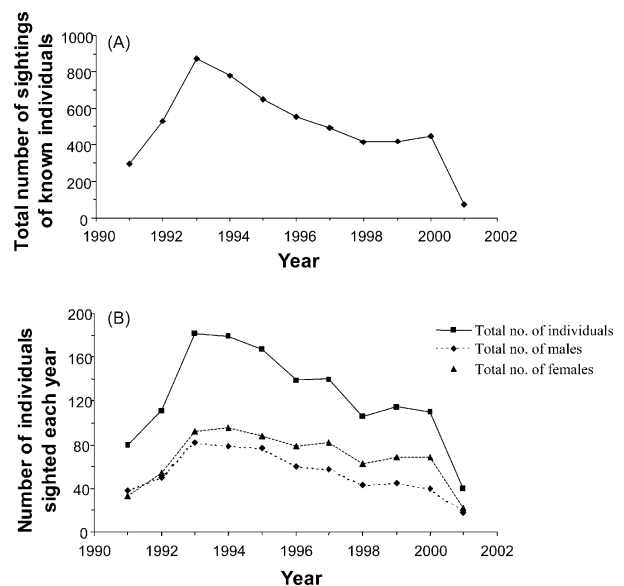 (A)
Total number of sightings
of known individuals
1000
800
600
400
200
0
1990 1992 1994 1996 1998 2000 2002
Year
(B)
Number of individuals
sighted each year
200
160
120
80
40
0
1990 1992 1994 1996 1998 2000 2002
Year
Total no. of individuals
Total no. of males
Total no. of females